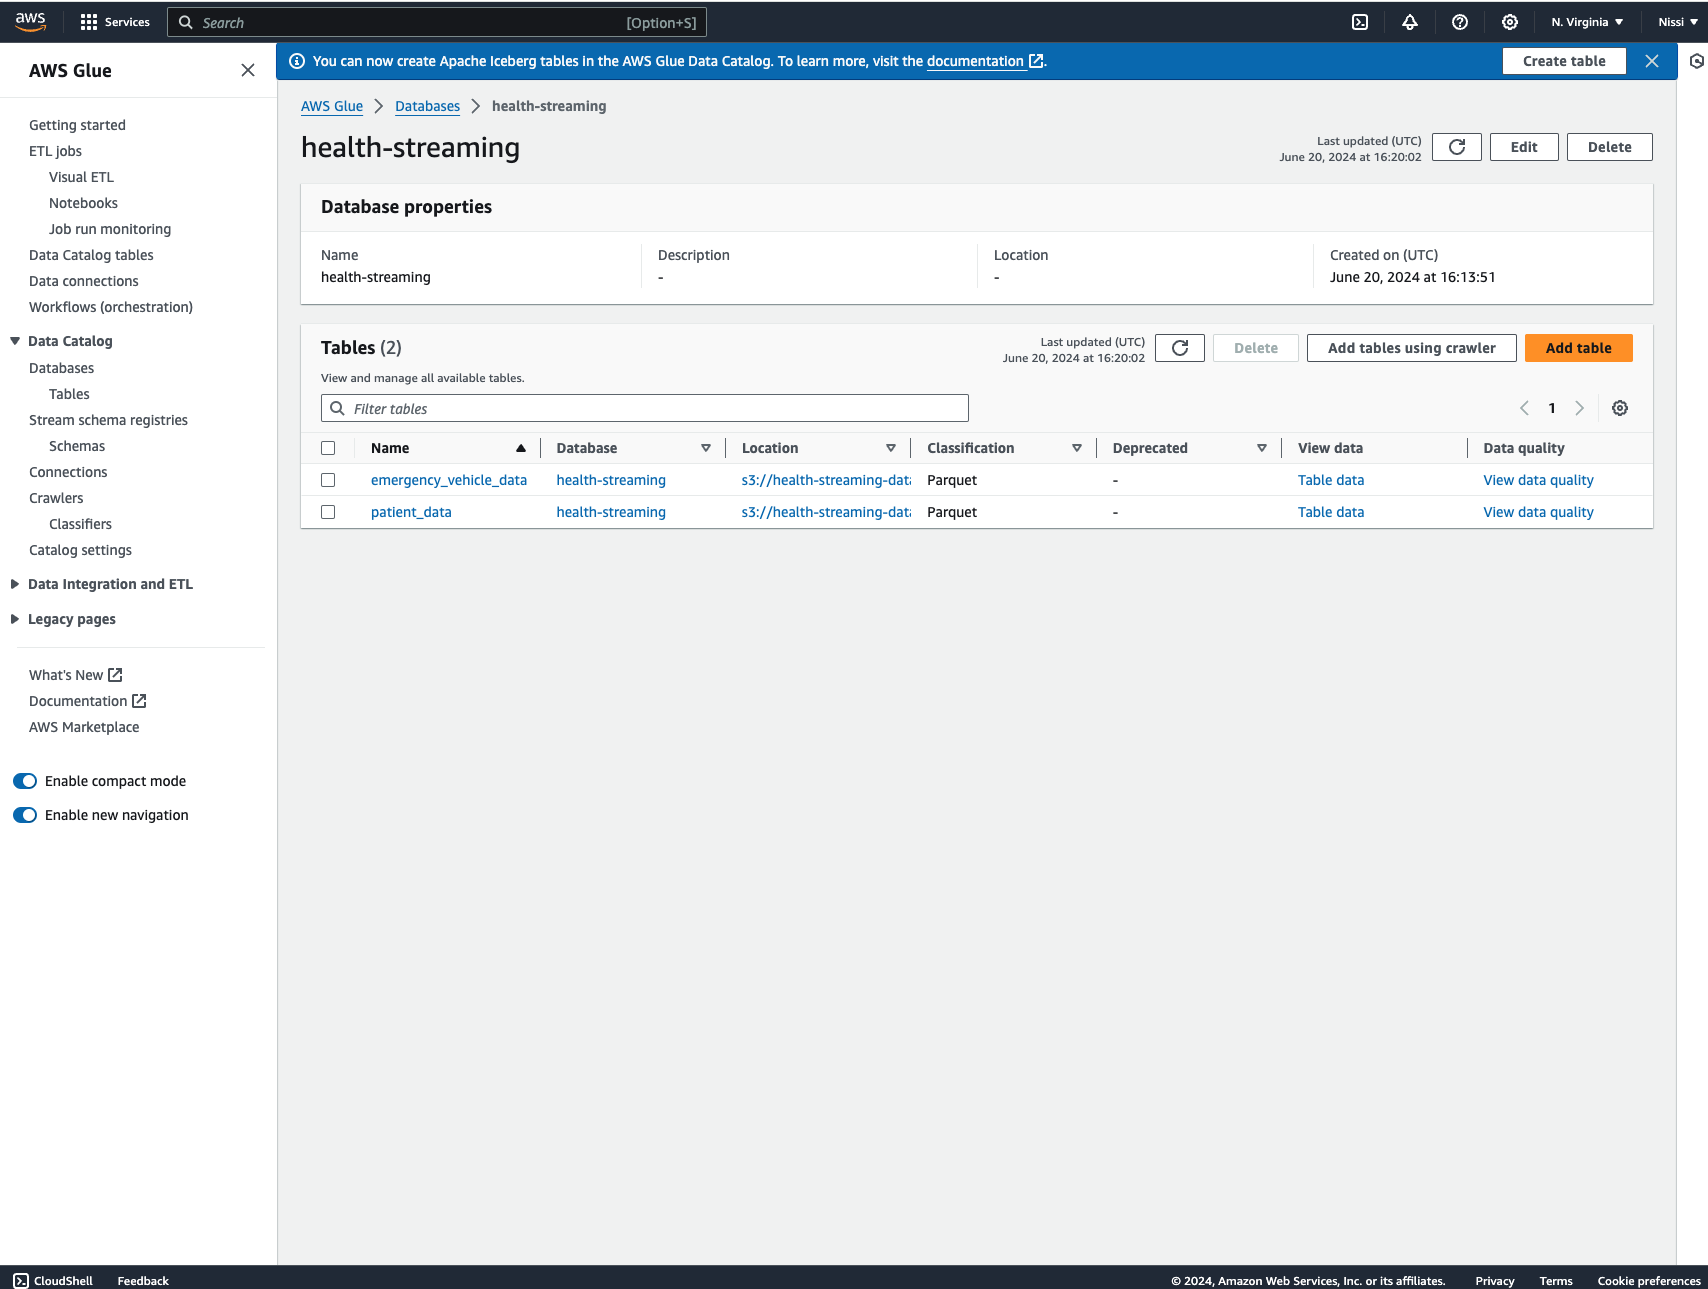 aws
Services
Search
[Option+S]
N. Virginia
Nissi
AWS Glue
You can now create Apache Iceberg tables in the AWS Glue Data Catalog. To learn more, visit the documentation.
Create table
Getting started
ETL jobs
Visual ETL
Notebooks
Job run monitoring
Data Catalog tables
Data connections
Workflows (orchestration)
Data Catalog
Databases
Tables
Stream schema registries
Schemas
Connections
Crawlers
Classifiers
Catalog settings
Data Integration and ETL
Legacy pages
What's New
Documentation
AWS Marketplace
Enable compact mode
Enable new navigation
AWS Glue > Databases > health-streaming
health-streaming
Last updated (UTC)
June 20, 2024 at 16:20:02
Edit
Delete
Database properties
Name
health-streaming
Description
-
Location
-
Created on (UTC)
June 20, 2024 at 16:13:51
Tables (2)
Last updated (UTC)
June 20, 2024 at 16:20:02
Delete
Add tables using crawler
Add table
View and manage all available tables.
Filter tables
1
Name Database Location Classification Deprecated View data Data quality
emergency_vehicle_data health-streaming s3://health-streaming-data Parquet - Table data View data quality
patient_data health-streaming s3://health-streaming-data Parquet - Table data View data quality
CloudShell Feedback
© 2024, Amazon Web Services, Inc. or its affiliates. Privacy Terms Cookie preferences